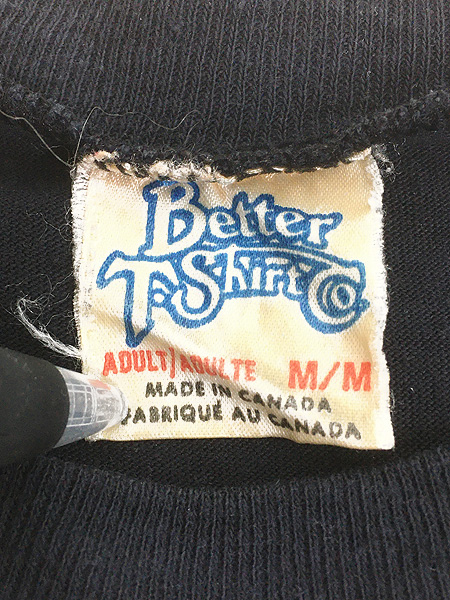 Better
T-Shirt Co
ADULT/ADULTE M/M
MADE IN CANADA
FABRIQUÉ AU CANADA